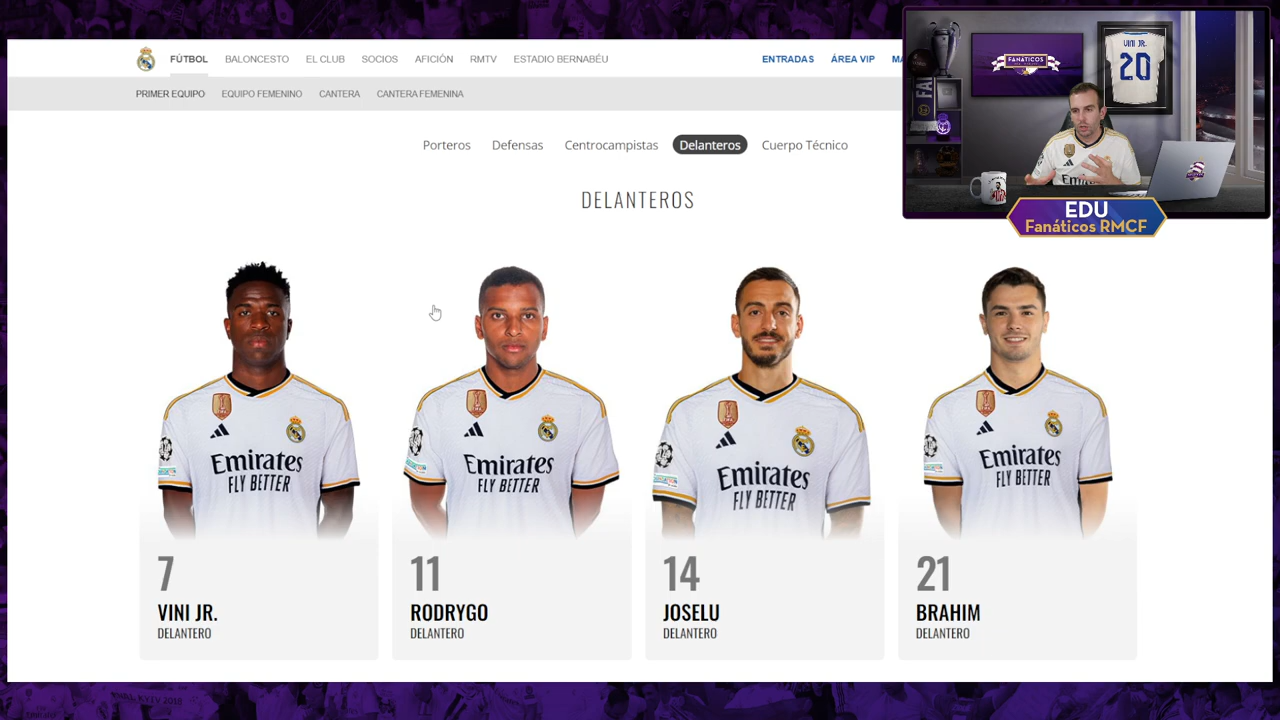 FÚTBOL BALONCESTO EL CLUB SOCIOS AFICIÓN RMTV ESTADIO BERNABÉU ENTRADAS ÁREA VIP
PRIMER EQUIPO EQUIPO FEMENINO CANTERA CANTERA FEMENINA
Porteros Defensas Centrocampistas Delanteros Cuerpo Técnico
DELANTEROS
FANÁTICOS
VINI JR.
20
EDU
Fanáticos RMCF
Emirates
FLY BETTER
Emirates
FLY BETTER
Emirates
FLY BETTER
Emirates
FLY BETTER
7
VINI JR.
DELANTERO
11
RODRYGO
DELANTERO
14
JOSELU
DELANTERO
21
BRAHIM
DELANTERO